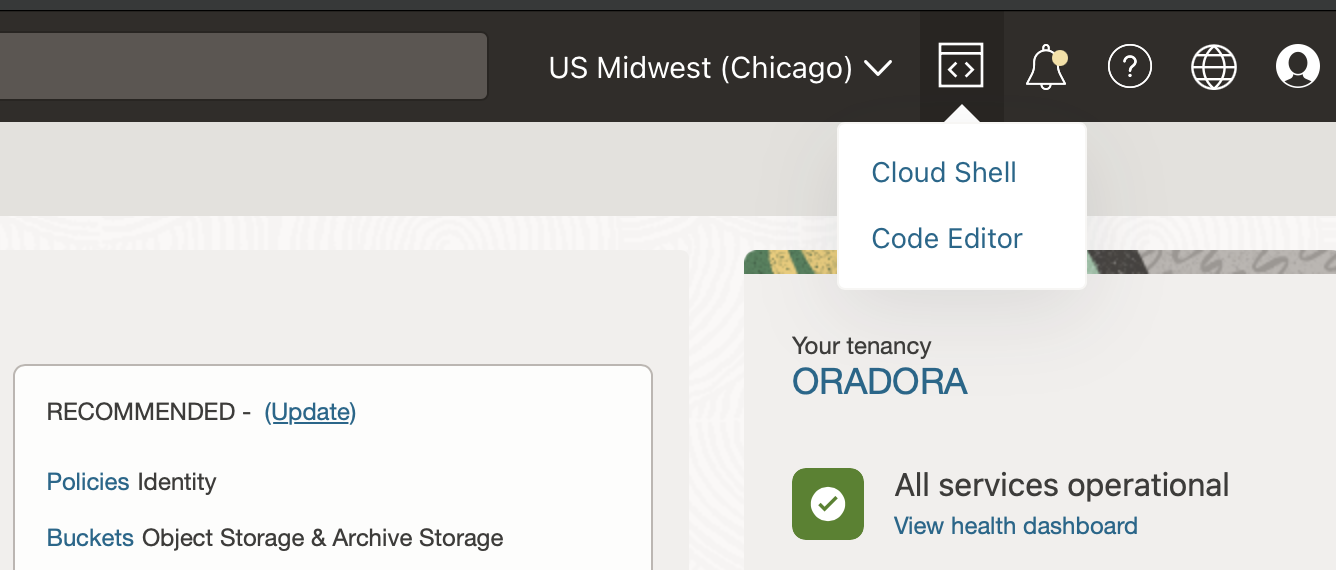 US Midwest (Chicago)
Cloud Shell
Code Editor
Your tenancy
ORADORA
RECOMMENDED - (Update)
Policies Identity
Buckets Object Storage & Archive Storage
All services operational
View health dashboard